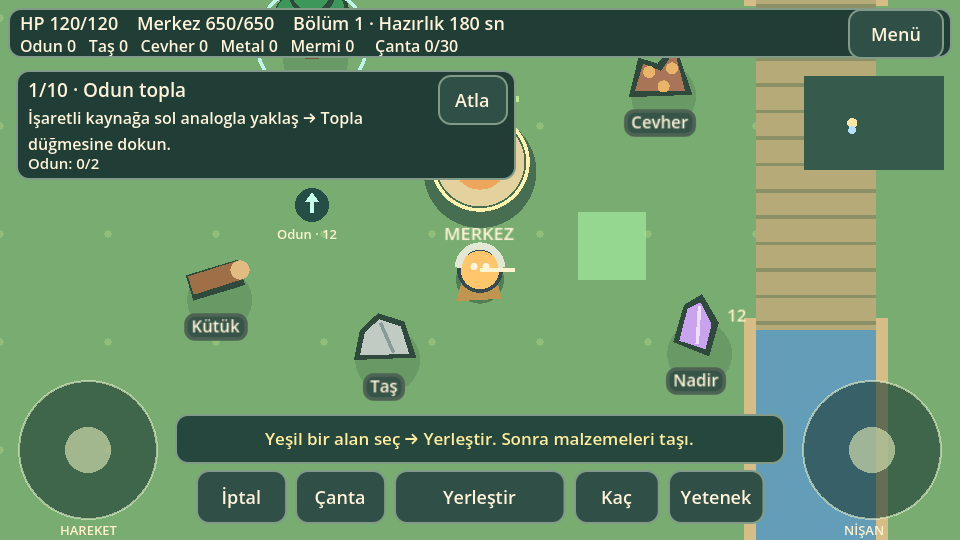 HP 120/120 Merkez 650/650 Bölüm 1 · Hazırlık 180 sn
Odun 0 Taş 0 Cevher 0 Metal 0 Mermi 0 Çanta 0/30
Menü
1/10 · Odun topla
Atla
İşaretli kaynağa sol analogla yaklaş → Topla
düğmesine dokun.
Odun: 0/2
Cevher
Odun · 12
MERKEZ
Kütük
12
Taş
Nadir
Yeşil bir alan seç → Yerleştir. Sonra malzemeleri taşı.
İptal
Çanta
Yerleştir
Kaç
Yetenek
HAREKET
NİŞAN